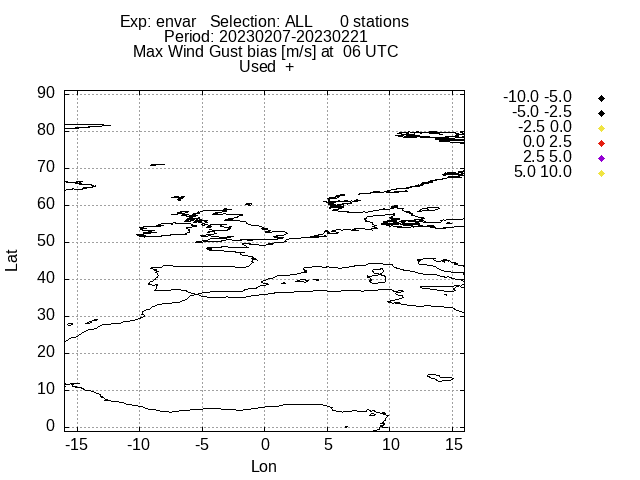 Exp: envar   Selection: ALL      0 stations
Period: 20230207-20230221
Max Wind Gust bias [m/s] at  06 UTC
Used  +
-10.0 -5.0
-5.0 -2.5
-2.5 0.0
0.0 2.5
2.5 5.0
5.0 10.0
90
80
70
60
50
40
30
20
10
0
Lat
-15 -10 -5 0 5 10 15
Lon